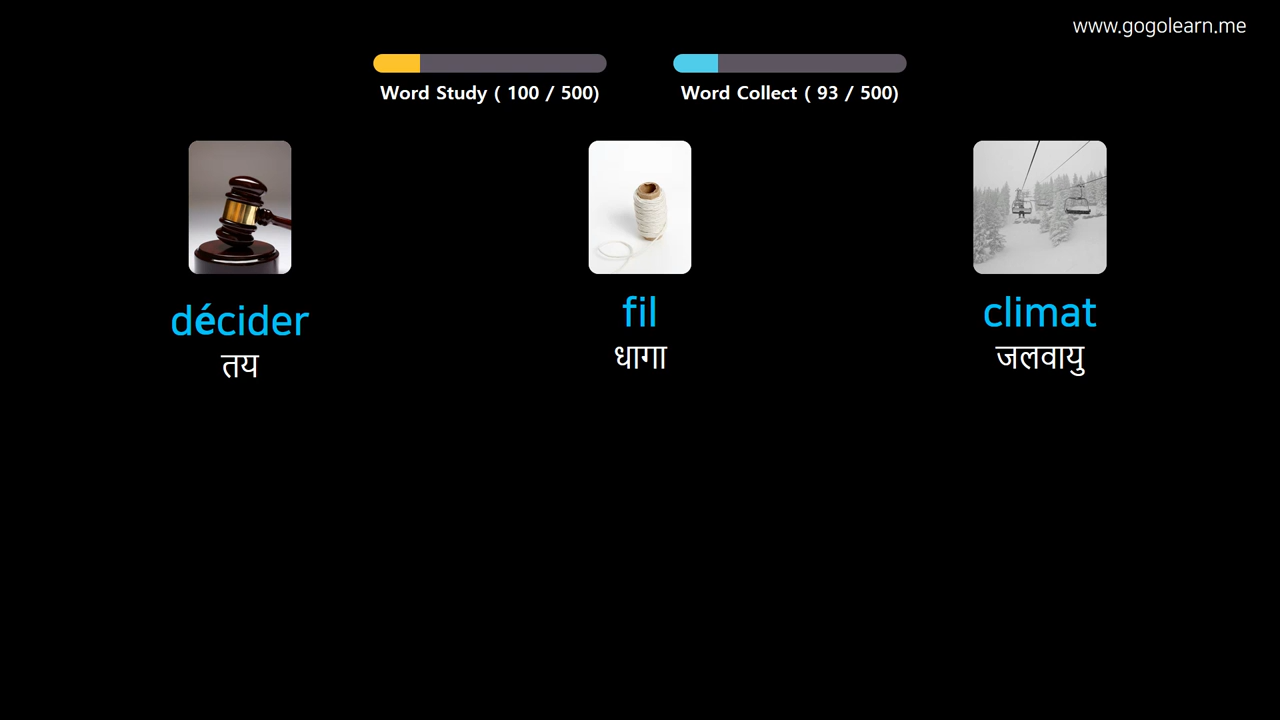 www.gogolearn.me
Word Study ( 100 / 500)
Word Collect ( 93 / 500)
décider
तय
fil
धागा
climat
जलवायु